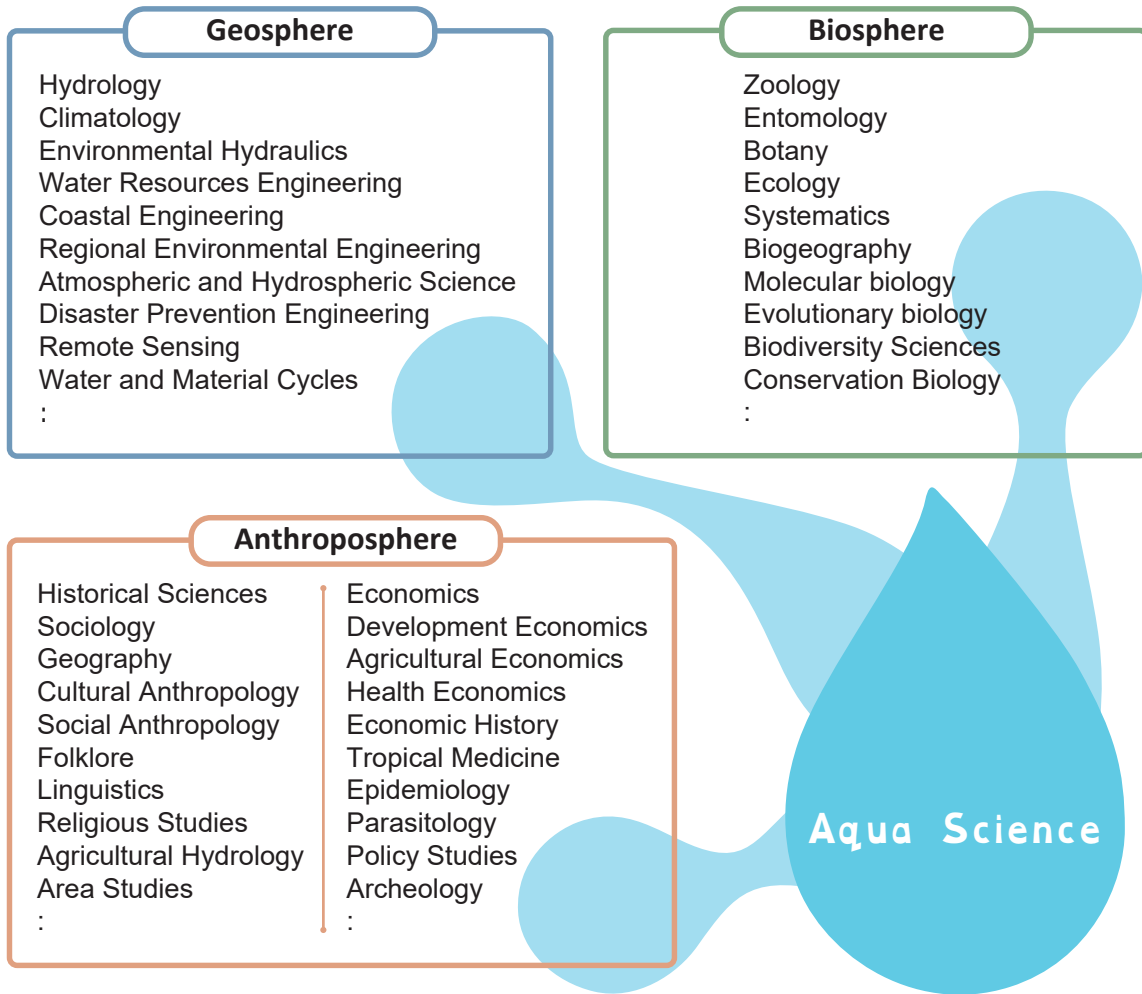 Geosphere
Hydrology
Climatology
Environmental Hydraulics
Water Resources Engineering
Coastal Engineering
Regional Environmental Engineering
Atmospheric and Hydrospheric Science
Disaster Prevention Engineering
Remote Sensing
Water and Material Cycles
:
Biosphere
Zoology
Entomology
Botany
Ecology
Systematics
Biogeography
Molecular biology
Evolutionary biology
Biodiversity Sciences
Conservation Biology
:
Anthroposphere
Historical Sciences
Sociology
Geography
Cultural Anthropology
Social Anthropology
Folklore
Linguistics
Religious Studies
Agricultural Hydrology
Area Studies
:
Economics
Development Economics
Agricultural Economics
Health Economics
Economic History
Tropical Medicine
Epidemiology
Parasitology
Policy Studies
Archeology
:
Aqua Science